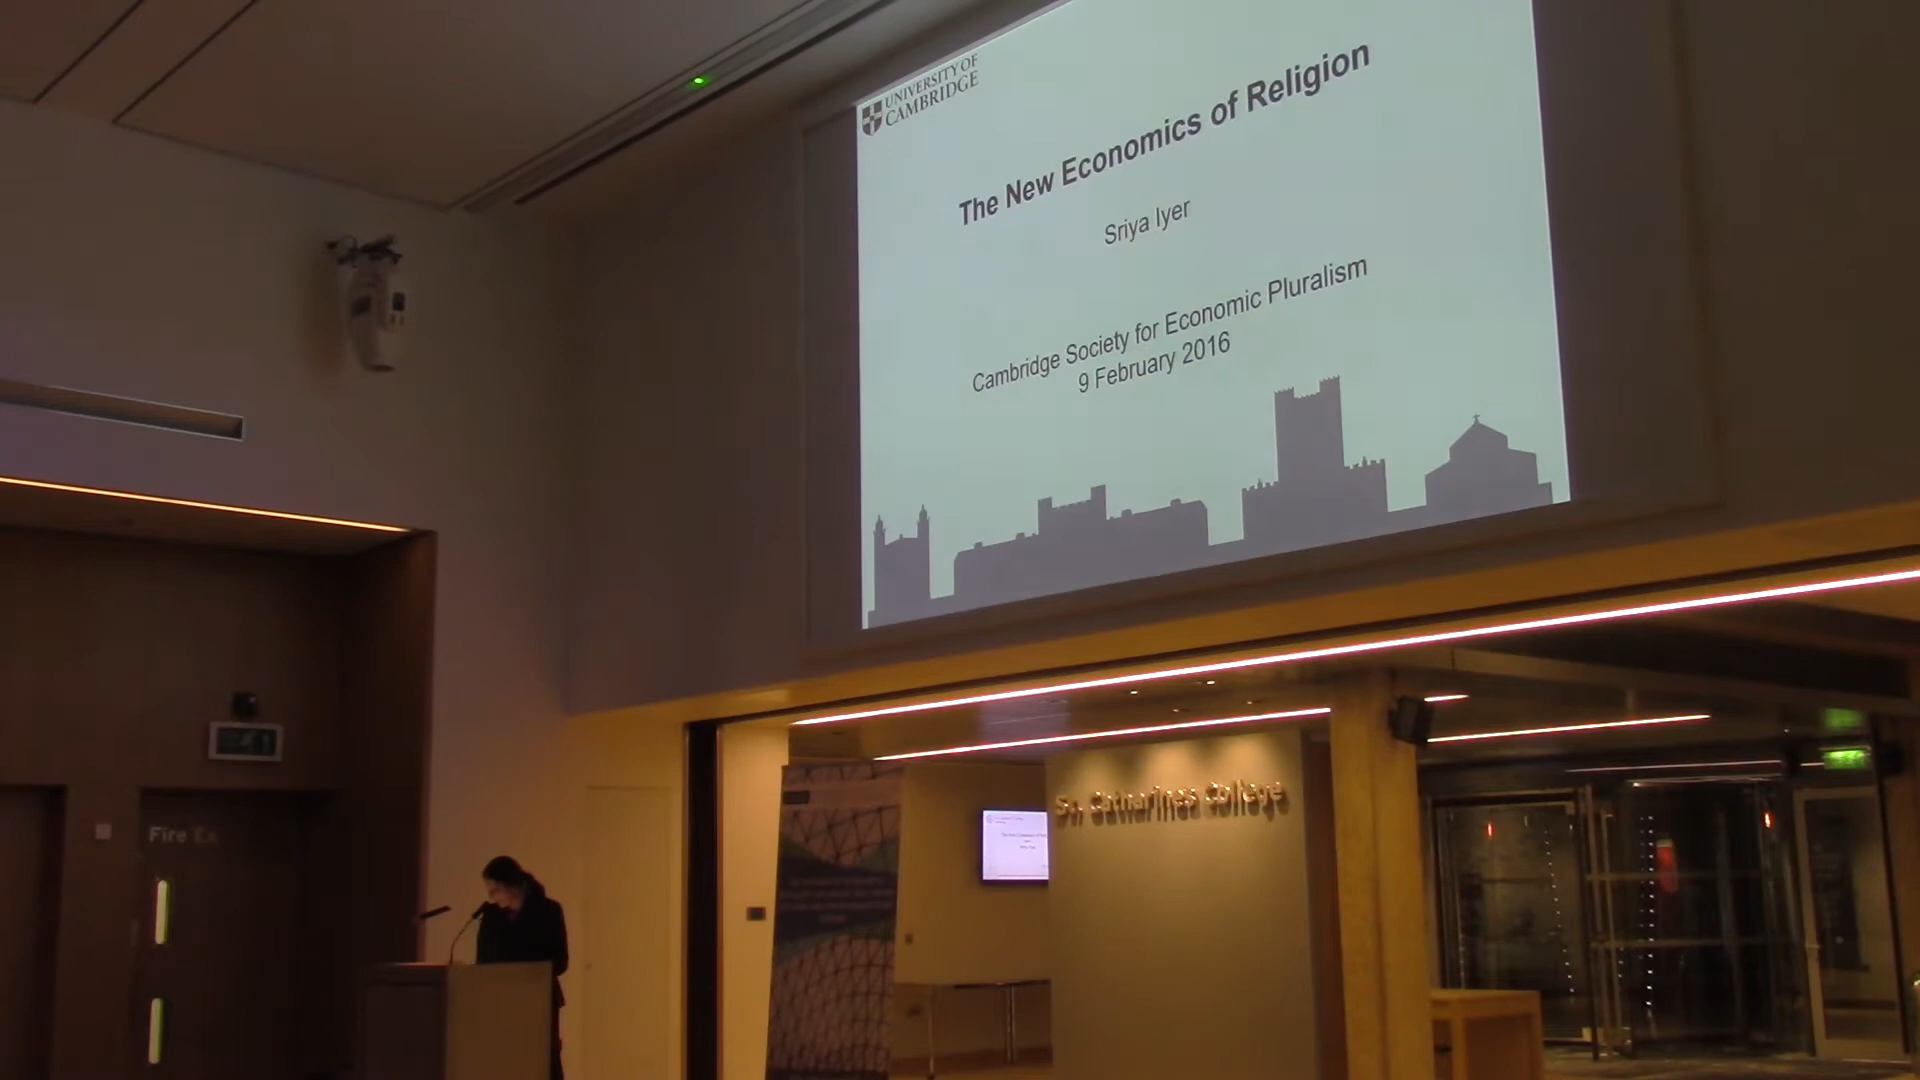 UNIVERSITY OF
CAMBRIDGE
The New Economics of Religion
Sriya Iyer
Cambridge Society for Economic Pluralism
9 February 2016
St. Catharine's College
Fire Ex